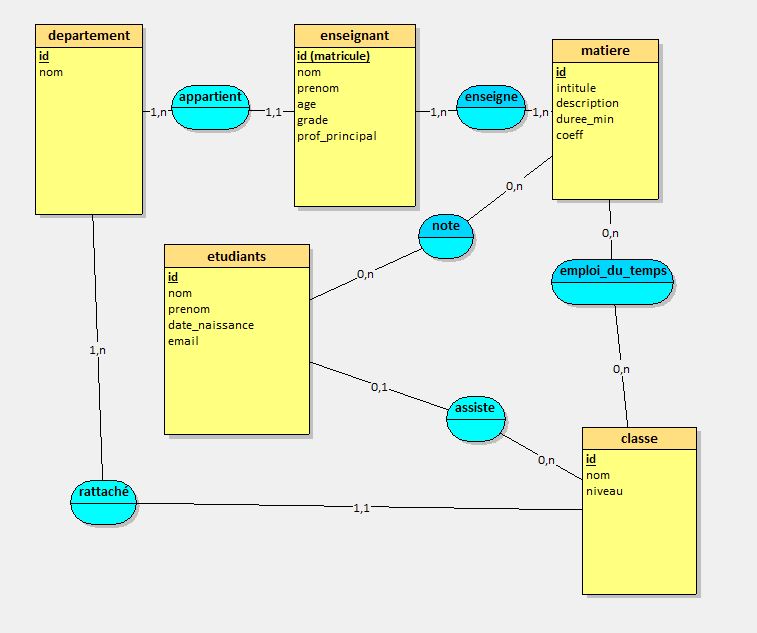 departement
id
nom
1,n
appartient
1,1
enseignant
id (matricule)
nom
prenom
age
grade
prof_principal
1,n
enseigne
1,n
matiere
id
intitule
description
duree_min
coeff
0,n
note
0,n
0,n
emploi_du_temps
0,n
etudiants
id
nom
prenom
date_naissance
email
0,1
assiste
0,n
classe
id
nom
niveau
1,n
rattaché
1,1